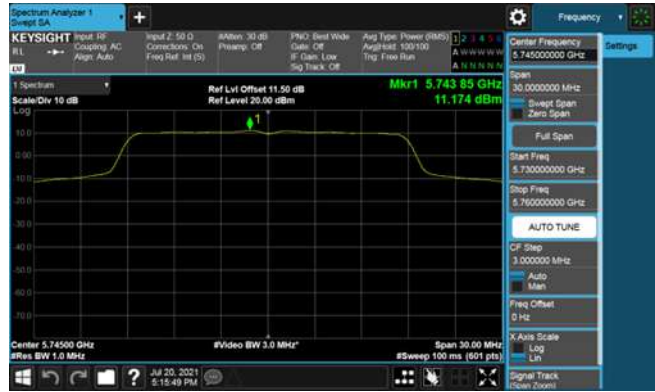 Spectrum Analyzer 1
Swept SA
Frequency
KEYSIGHT
Input: RF
Coupling: AC
Align: Auto
Input Z: 50 Ω
Corrections: On
Freq Ref: Int (S)
#Atten: 30 dB
Preamp: Off
PNO: Best Wide
Gate: Off
IF Gain: Low
Sig Track: Off
Avg Type: Power (RMS)
Avg|Hold: 100/100
Trig: Free Run
1 2 3 4 5 6
A W W W W W
A N N N N N
RL
LXI
1 Spectrum
Scale/Div 10 dB
Log
Ref Lvl Offset 11.50 dB
Ref Level 20.00 dBm
Mkr1 5.743 85 GHz
11.174 dBm
1
10.0
0.00
-10.0
-20.0
-30.0
-40.0
-50.0
-60.0
-70.0
Center 5.74500 GHz
#Res BW 1.0 MHz
#Video BW 3.0 MHz*
Span 30.00 MHz
#Sweep 100 ms (601 pts)
Jul 20, 2021
5:15:49 PM
Center Frequency
5.745000000 GHz
Settings
Span
30.0000000 MHz
Swept Span
Zero Span
Full Span
Start Freq
5.730000000 GHz
Stop Freq
5.760000000 GHz
AUTO TUNE
CF Step
3.000000 MHz
Auto
Man
Freq Offset
0 Hz
X Axis Scale
Log
Lin
Signal Track
(Span Zoom)